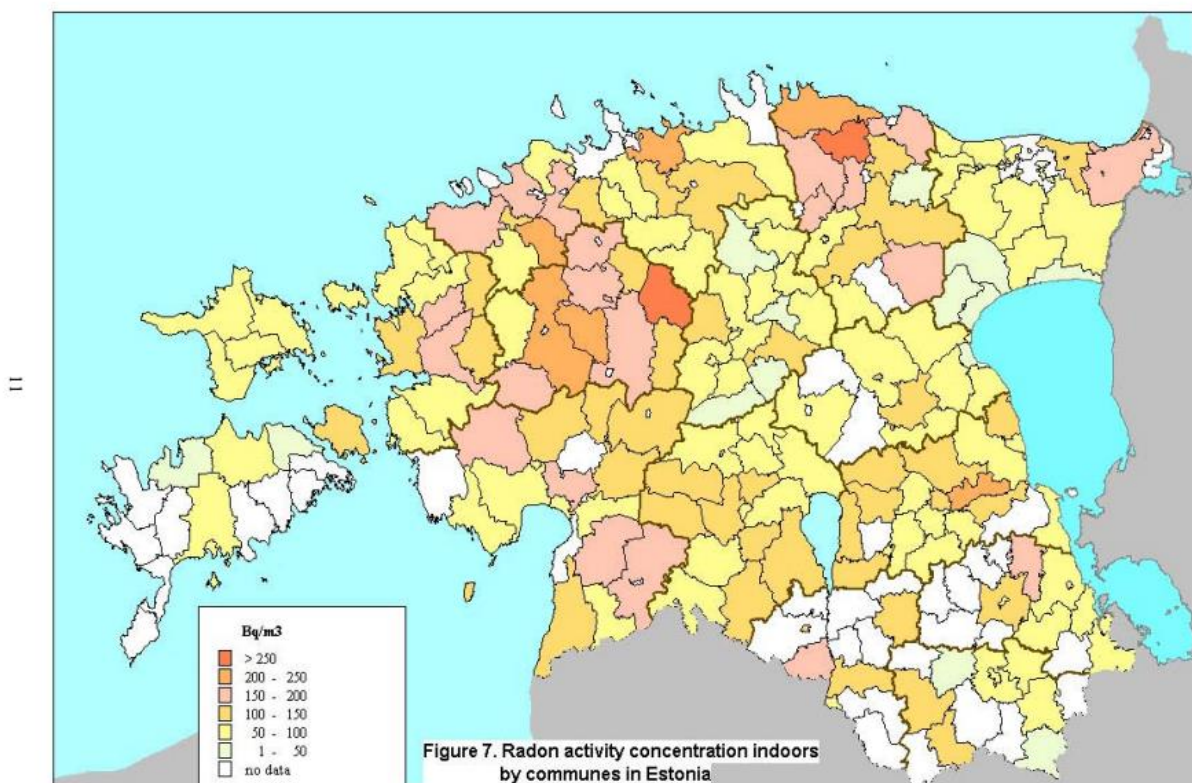 11
Bq/m3
> 250
200 - 250
150 - 200
100 - 150
50 - 100
1 - 50
no data
Figure 7. Radon activity concentration indoors
by communes in Estonia